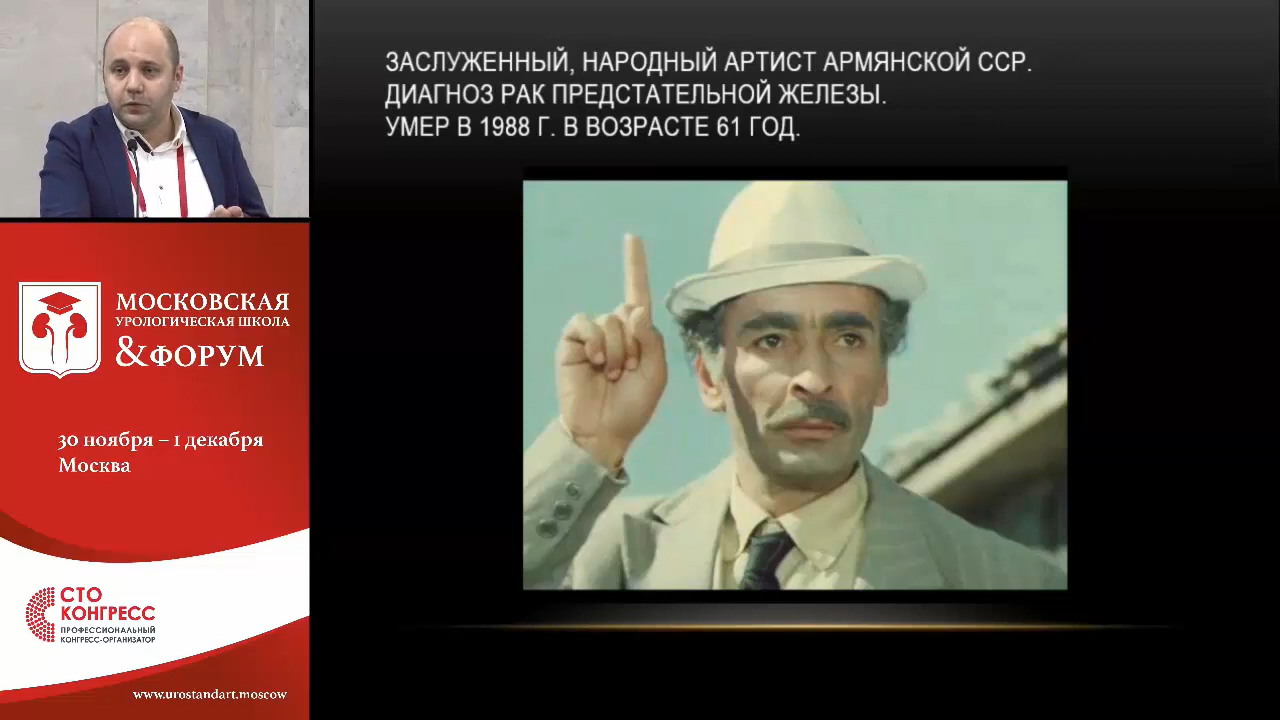 ЗАСЛУЖЕННЫЙ, НАРОДНЫЙ АРТИСТ АРМЯНСКОЙ ССР.
ДИАГНОЗ РАК ПРЕДСТАТЕЛЬНОЙ ЖЕЛЕЗЫ.
УМЕР В 1988 Г. В ВОЗРАСТЕ 61 ГОД.
МОСКОВСКАЯ
УРОЛОГИЧЕСКАЯ ШКОЛА
&ФОРУМ
30 ноября – 1 декабря
Москва
СТО
КОНГРЕСС
ПРОФЕССИОНАЛЬНЫЙ
КОНГРЕСС-ОРГАНИЗАТОР
www.urostandart.moscow